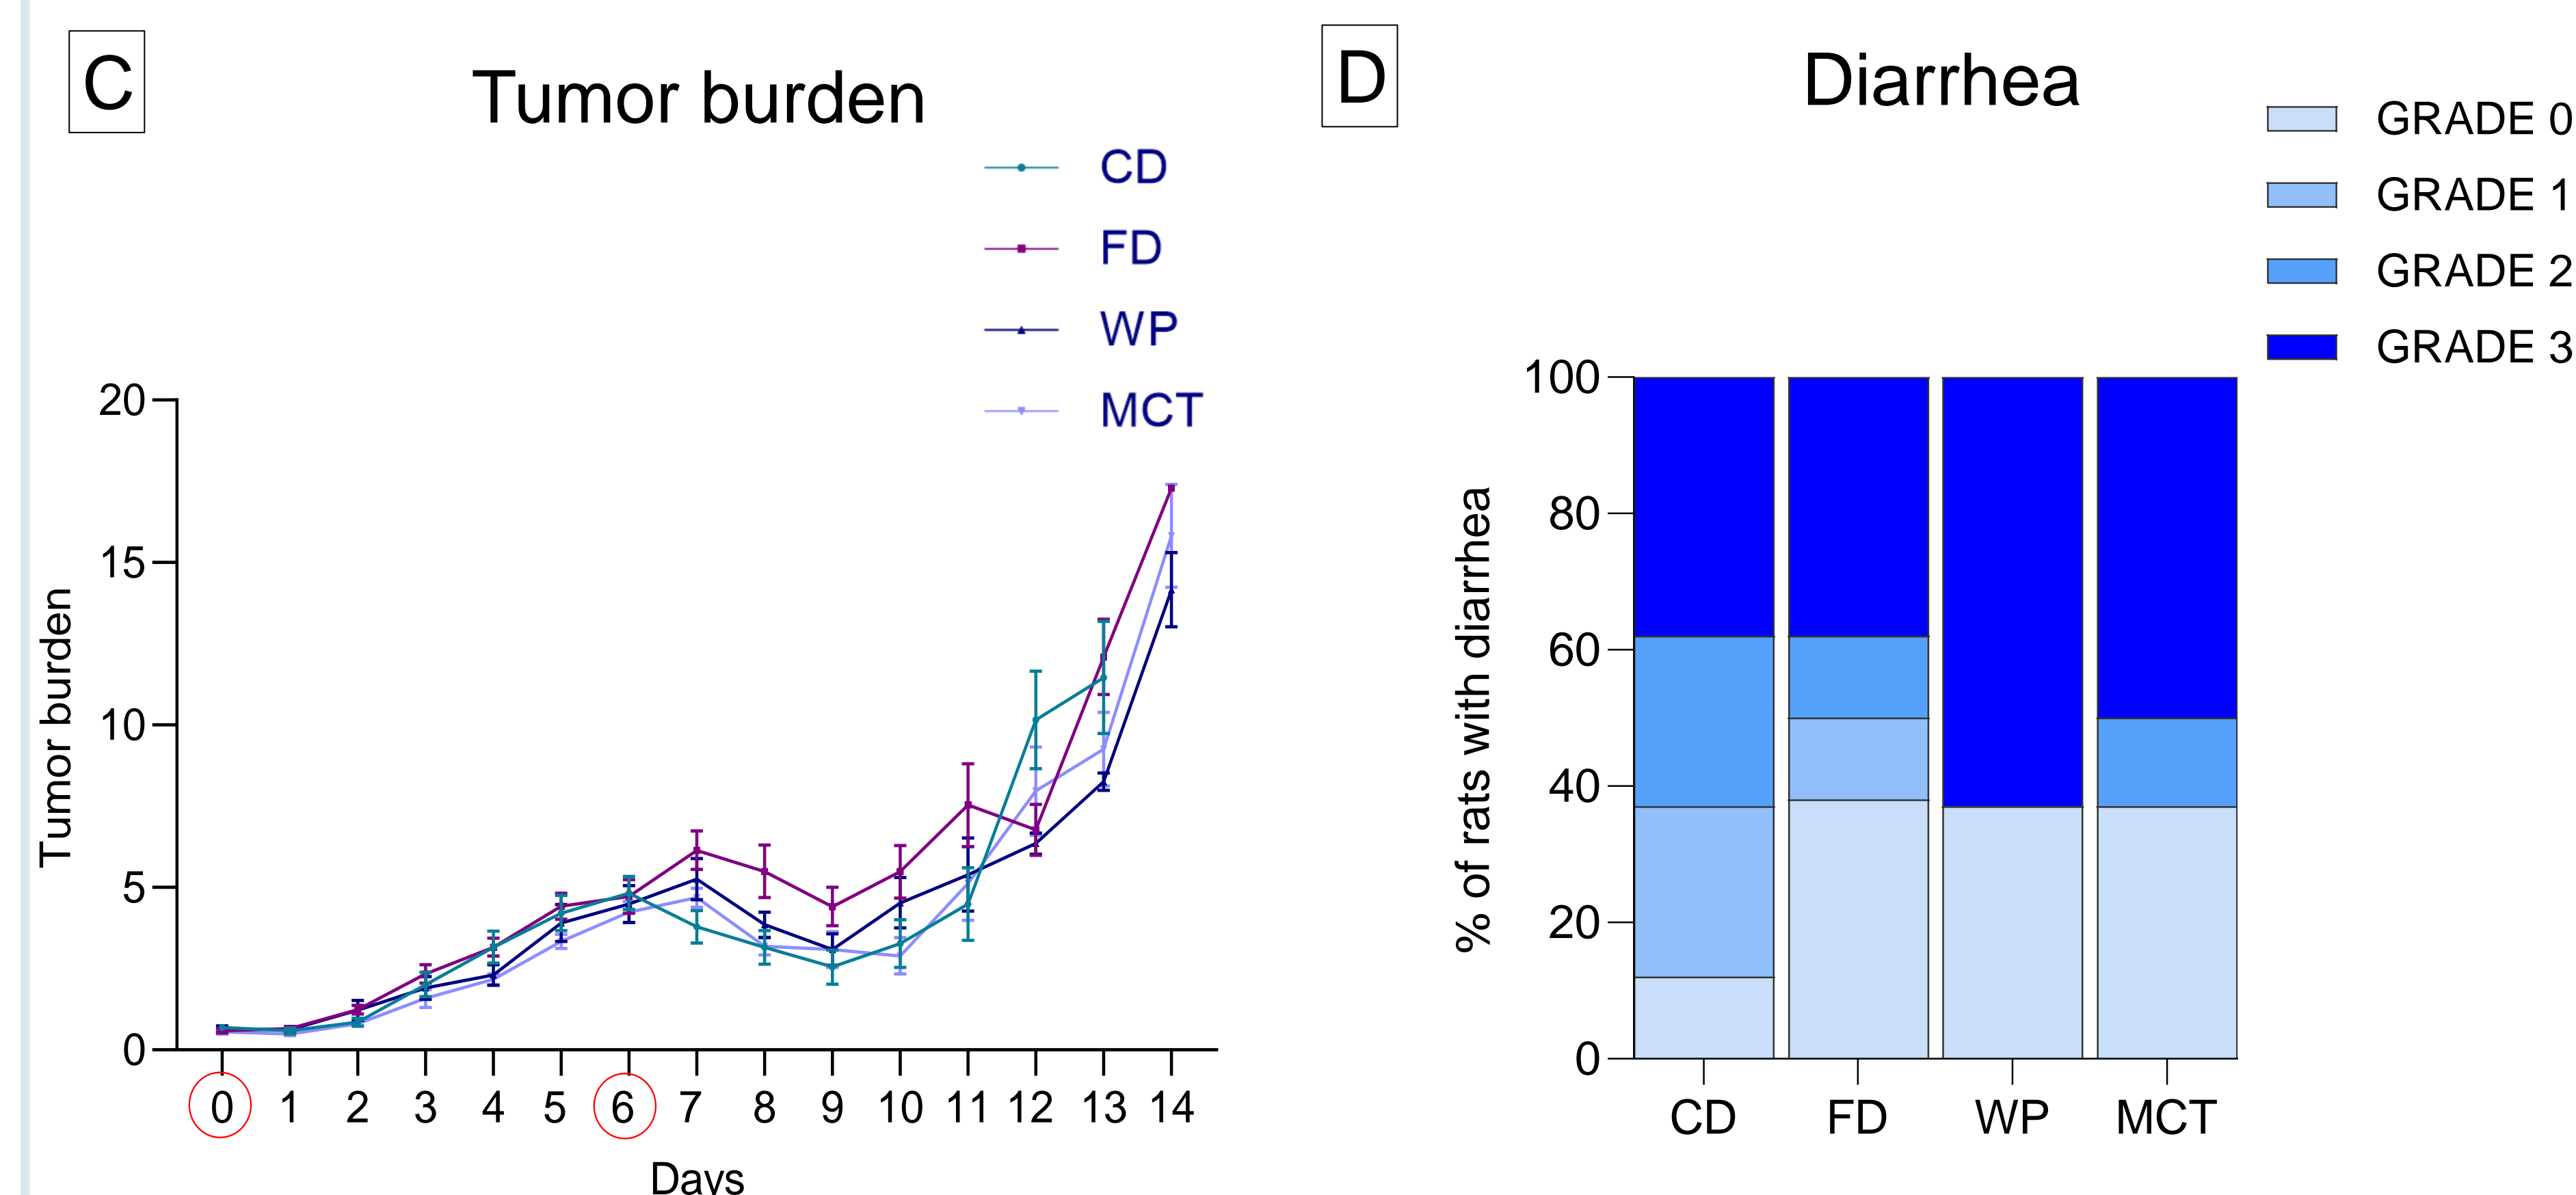 C
Tumor burden
CD
FD
WP
MCT
20
15
10
5
0
Tumor burden
0 1 2 3 4 5 6 7 8 9 10 11 12 13 14
Days
D
Diarrhea
GRADE 0
GRADE 1
GRADE 2
GRADE 3
100
80
60
40
20
0
% of rats with diarrhea
CD FD WP MCT